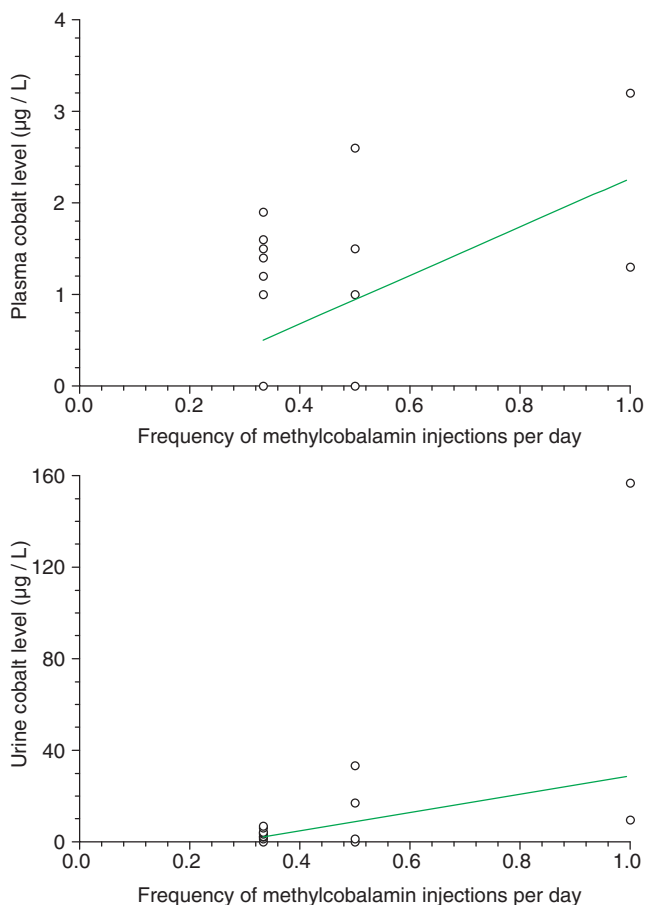 4
3
2
1
0
Plasma cobalt level (µg / L)
0.0 0.2 0.4 0.6 0.8 1.0
Frequency of methylcobalamin injections per day
160
120
80
40
0
Urine cobalt level (µg / L)
0.0 0.2 0.4 0.6 0.8 1.0
Frequency of methylcobalamin injections per day